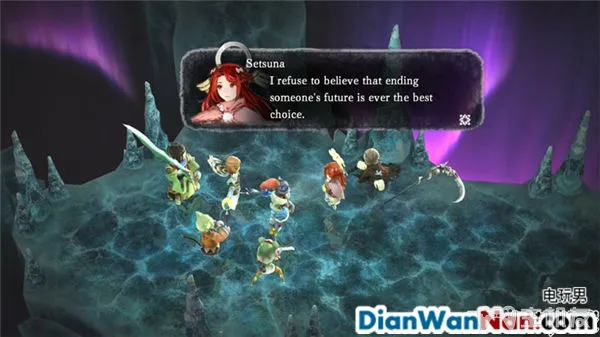 Setsuna
I refuse to believe that ending
someone's future is ever the best
choice.
电玩男
DianWanNan.com